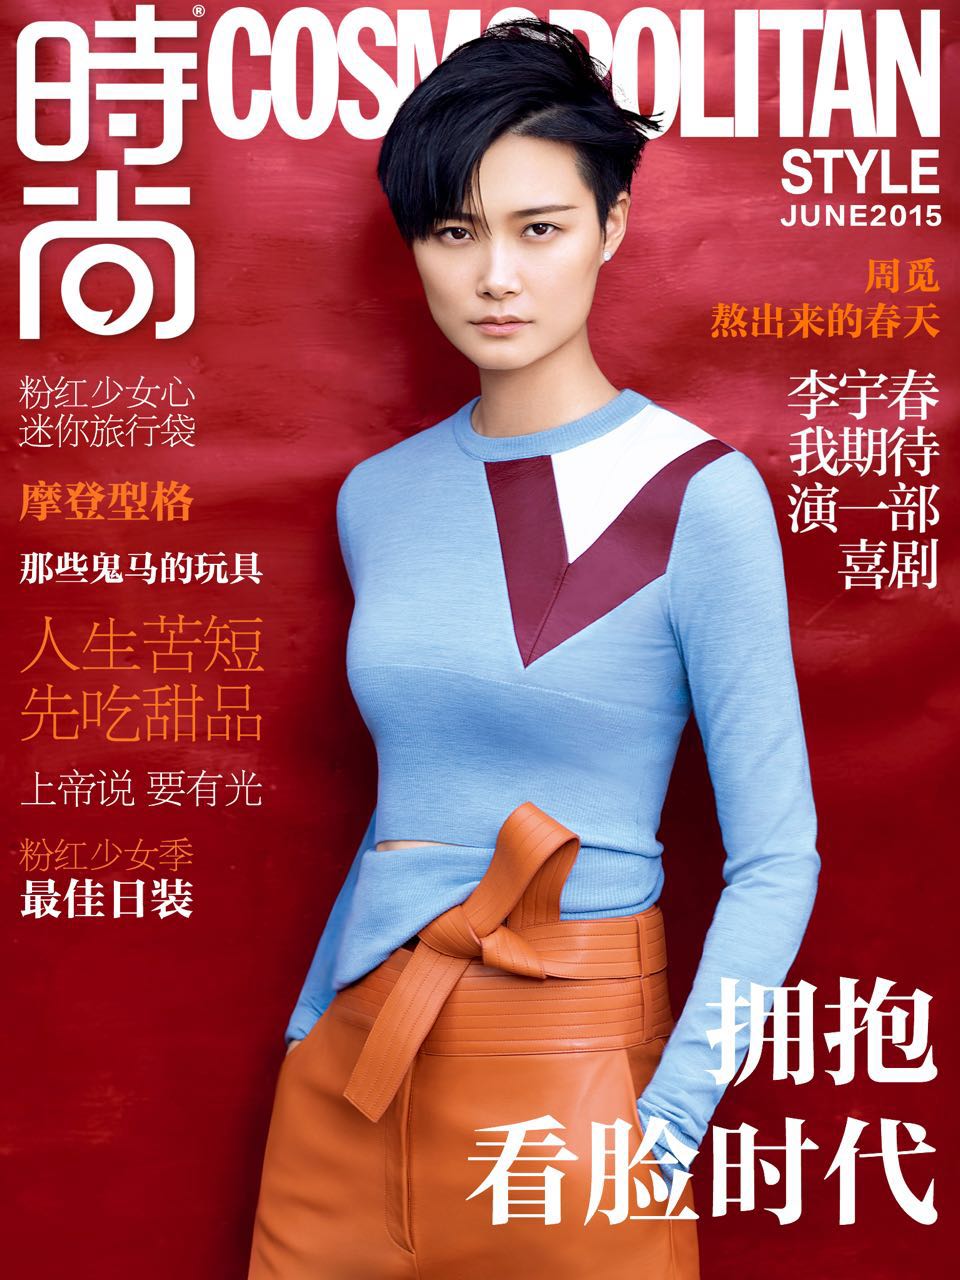 時尚®
COSMOPOLITAN
STYLE
JUNE2015
周觅
熬出来的春天
李宇春
我期待
演一部
喜剧
粉红少女心
迷你旅行袋
摩登型格
那些鬼马的玩具
人生苦短
先吃甜品
上帝说 要有光
粉红少女季
最佳日装
拥抱
看脸时代